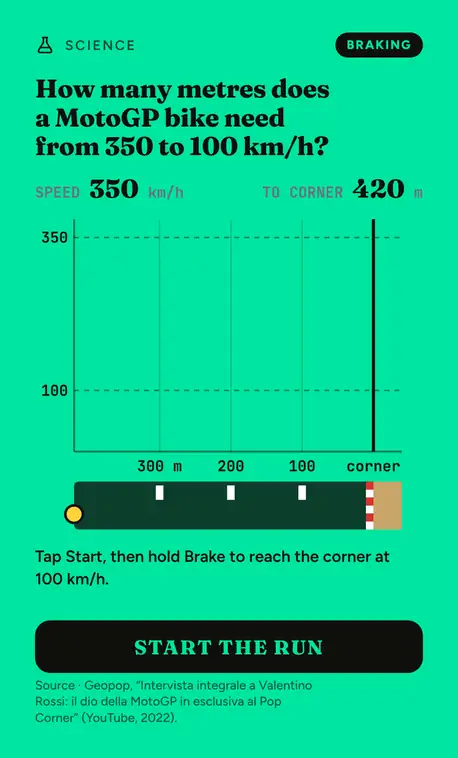 SCIENCE
BRAKING
How many metres does
a MotoGP bike need
from 350 to 100 km/h?
SPEED 350 km/h
TO CORNER 420 m
350
100
300 m 200 100 corner
Tap Start, then hold Brake to reach the corner at
100 km/h.
START THE RUN
Source · Geopop, “Intervista integrale a Valentino
Rossi: il dio della MotoGP in esclusiva al Pop
Corner” (YouTube, 2022).